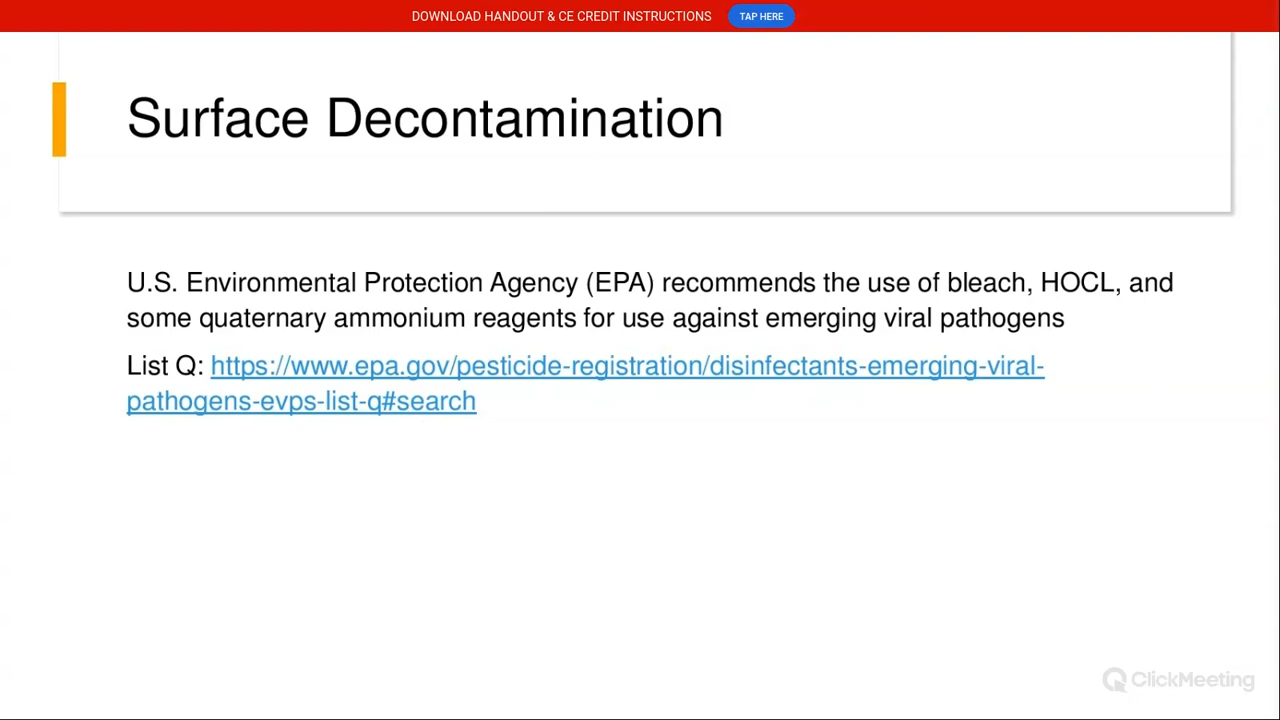 DOWNLOAD HANDOUT & CE CREDIT INSTRUCTIONS TAP HERE
Surface Decontamination
U.S. Environmental Protection Agency (EPA) recommends the use of bleach, HOCL, and
some quaternary ammonium reagents for use against emerging viral pathogens
List Q: https://www.epa.gov/pesticide-registration/disinfectants-emerging-viral-
pathogens-evps-list-q#search
ClickMeeting